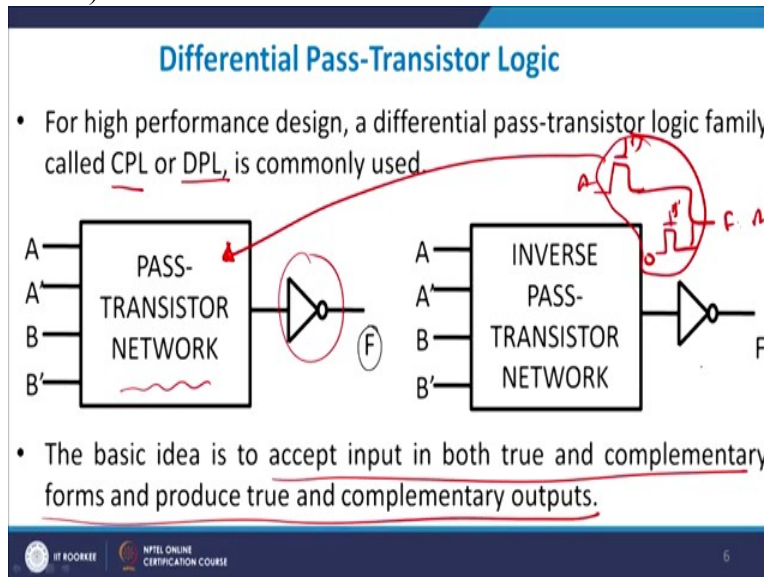 Differential Pass-Transistor Logic
• For high performance design, a differential pass-transistor logic family
called CPL or DPL, is commonly used.
A
A'
B
B'
PASS-
TRANSISTOR
NETWORK
F
A
A'
B
B'
INVERSE
PASS-
TRANSISTOR
NETWORK
F
A
B
B'
0
F
• The basic idea is to accept input in both true and complementary
forms and produce true and complementary outputs.
IIT ROORKEE
NPTEL ONLINE
CERTIFICATION COURSE
6